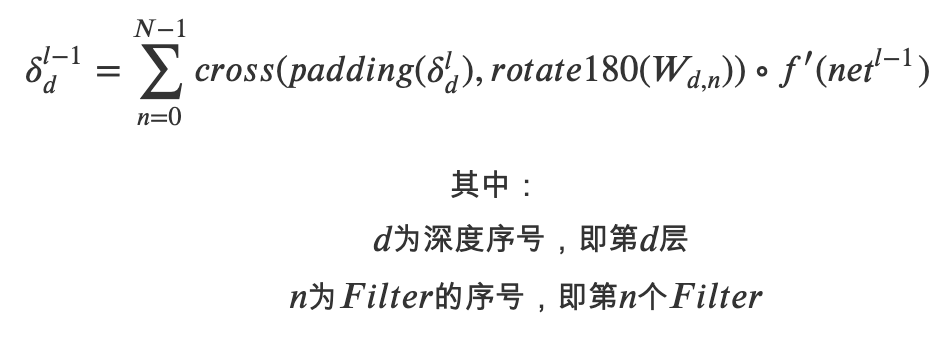 δ_d^{l−1} = ∑_{n=0}^{N−1} cross(padding(δ_d^l), rotate180(W_{d,n})) ∘ f′(net^{l−1})
其中：
d为深度序号，即第d层
n为Filter的序号，即第n个Filter